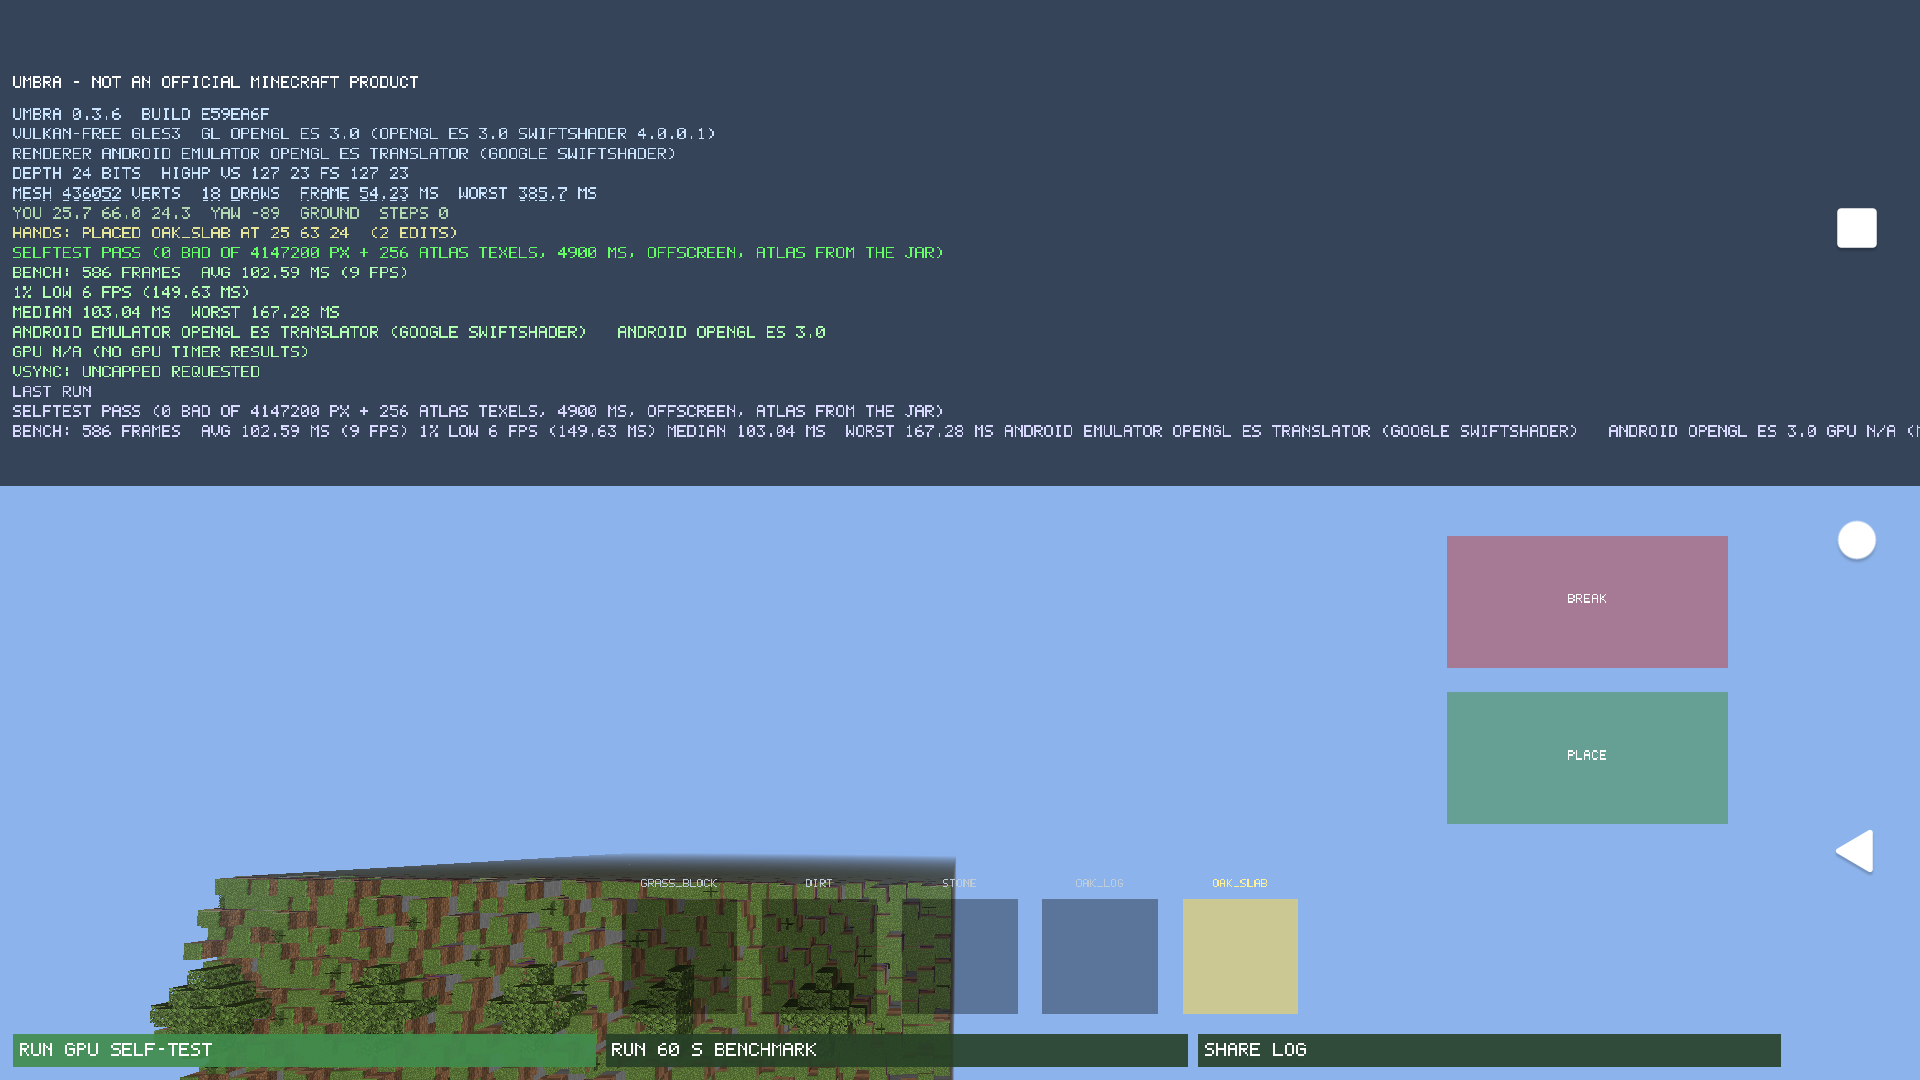 UMBRA - NOT AN OFFICIAL MINECRAFT PRODUCT
UMBRA 0.3.6 BUILD E59EA6F
VULKAN-FREE GLES3 GL OPENGL ES 3.0 (OPENGL ES 3.0 SWIFTSHADER 4.0.0.1)
RENDERER ANDROID EMULATOR OPENGL ES TRANSLATOR (GOOGLE SWIFTSHADER)
DEPTH 24 BITS HIGHP VS 127 23 FS 127 23
MESH 436052 VERTS 18 DRAWS FRAME 54.23 MS WORST 385.7 MS
YOU 25.7 66.0 24.3 YAW -89 GROUND STEPS 0
HANDS: PLACED OAK_SLAB AT 25 63 24 (2 EDITS)
SELFTEST PASS (0 BAD OF 4147200 PX + 256 ATLAS TEXELS, 4900 MS, OFFSCREEN, ATLAS FROM THE JAR)
BENCH: 586 FRAMES AVG 102.59 MS (9 FPS)
1% LOW 6 FPS (149.63 MS)
MEDIAN 103.04 MS WORST 167.28 MS
ANDROID EMULATOR OPENGL ES TRANSLATOR (GOOGLE SWIFTSHADER) ANDROID OPENGL ES 3.0
GPU N/A (NO GPU TIMER RESULTS)
VSYNC: UNCAPPED REQUESTED
LAST RUN
SELFTEST PASS (0 BAD OF 4147200 PX + 256 ATLAS TEXELS, 4900 MS, OFFSCREEN, ATLAS FROM THE JAR)
BENCH: 586 FRAMES AVG 102.59 MS (9 FPS) 1% LOW 6 FPS (149.63 MS) MEDIAN 103.04 MS WORST 167.28 MS ANDROID EMULATOR OPENGL ES TRANSLATOR (GOOGLE SWIFTSHADER) ANDROID OPENGL ES 3.0 GPU N/A (
BREAK
PLACE
GRASS_BLOCK DIRT STONE OAK_LOG OAK_SLAB
RUN GPU SELF-TEST RUN 60 S BENCHMARK SHARE LOG